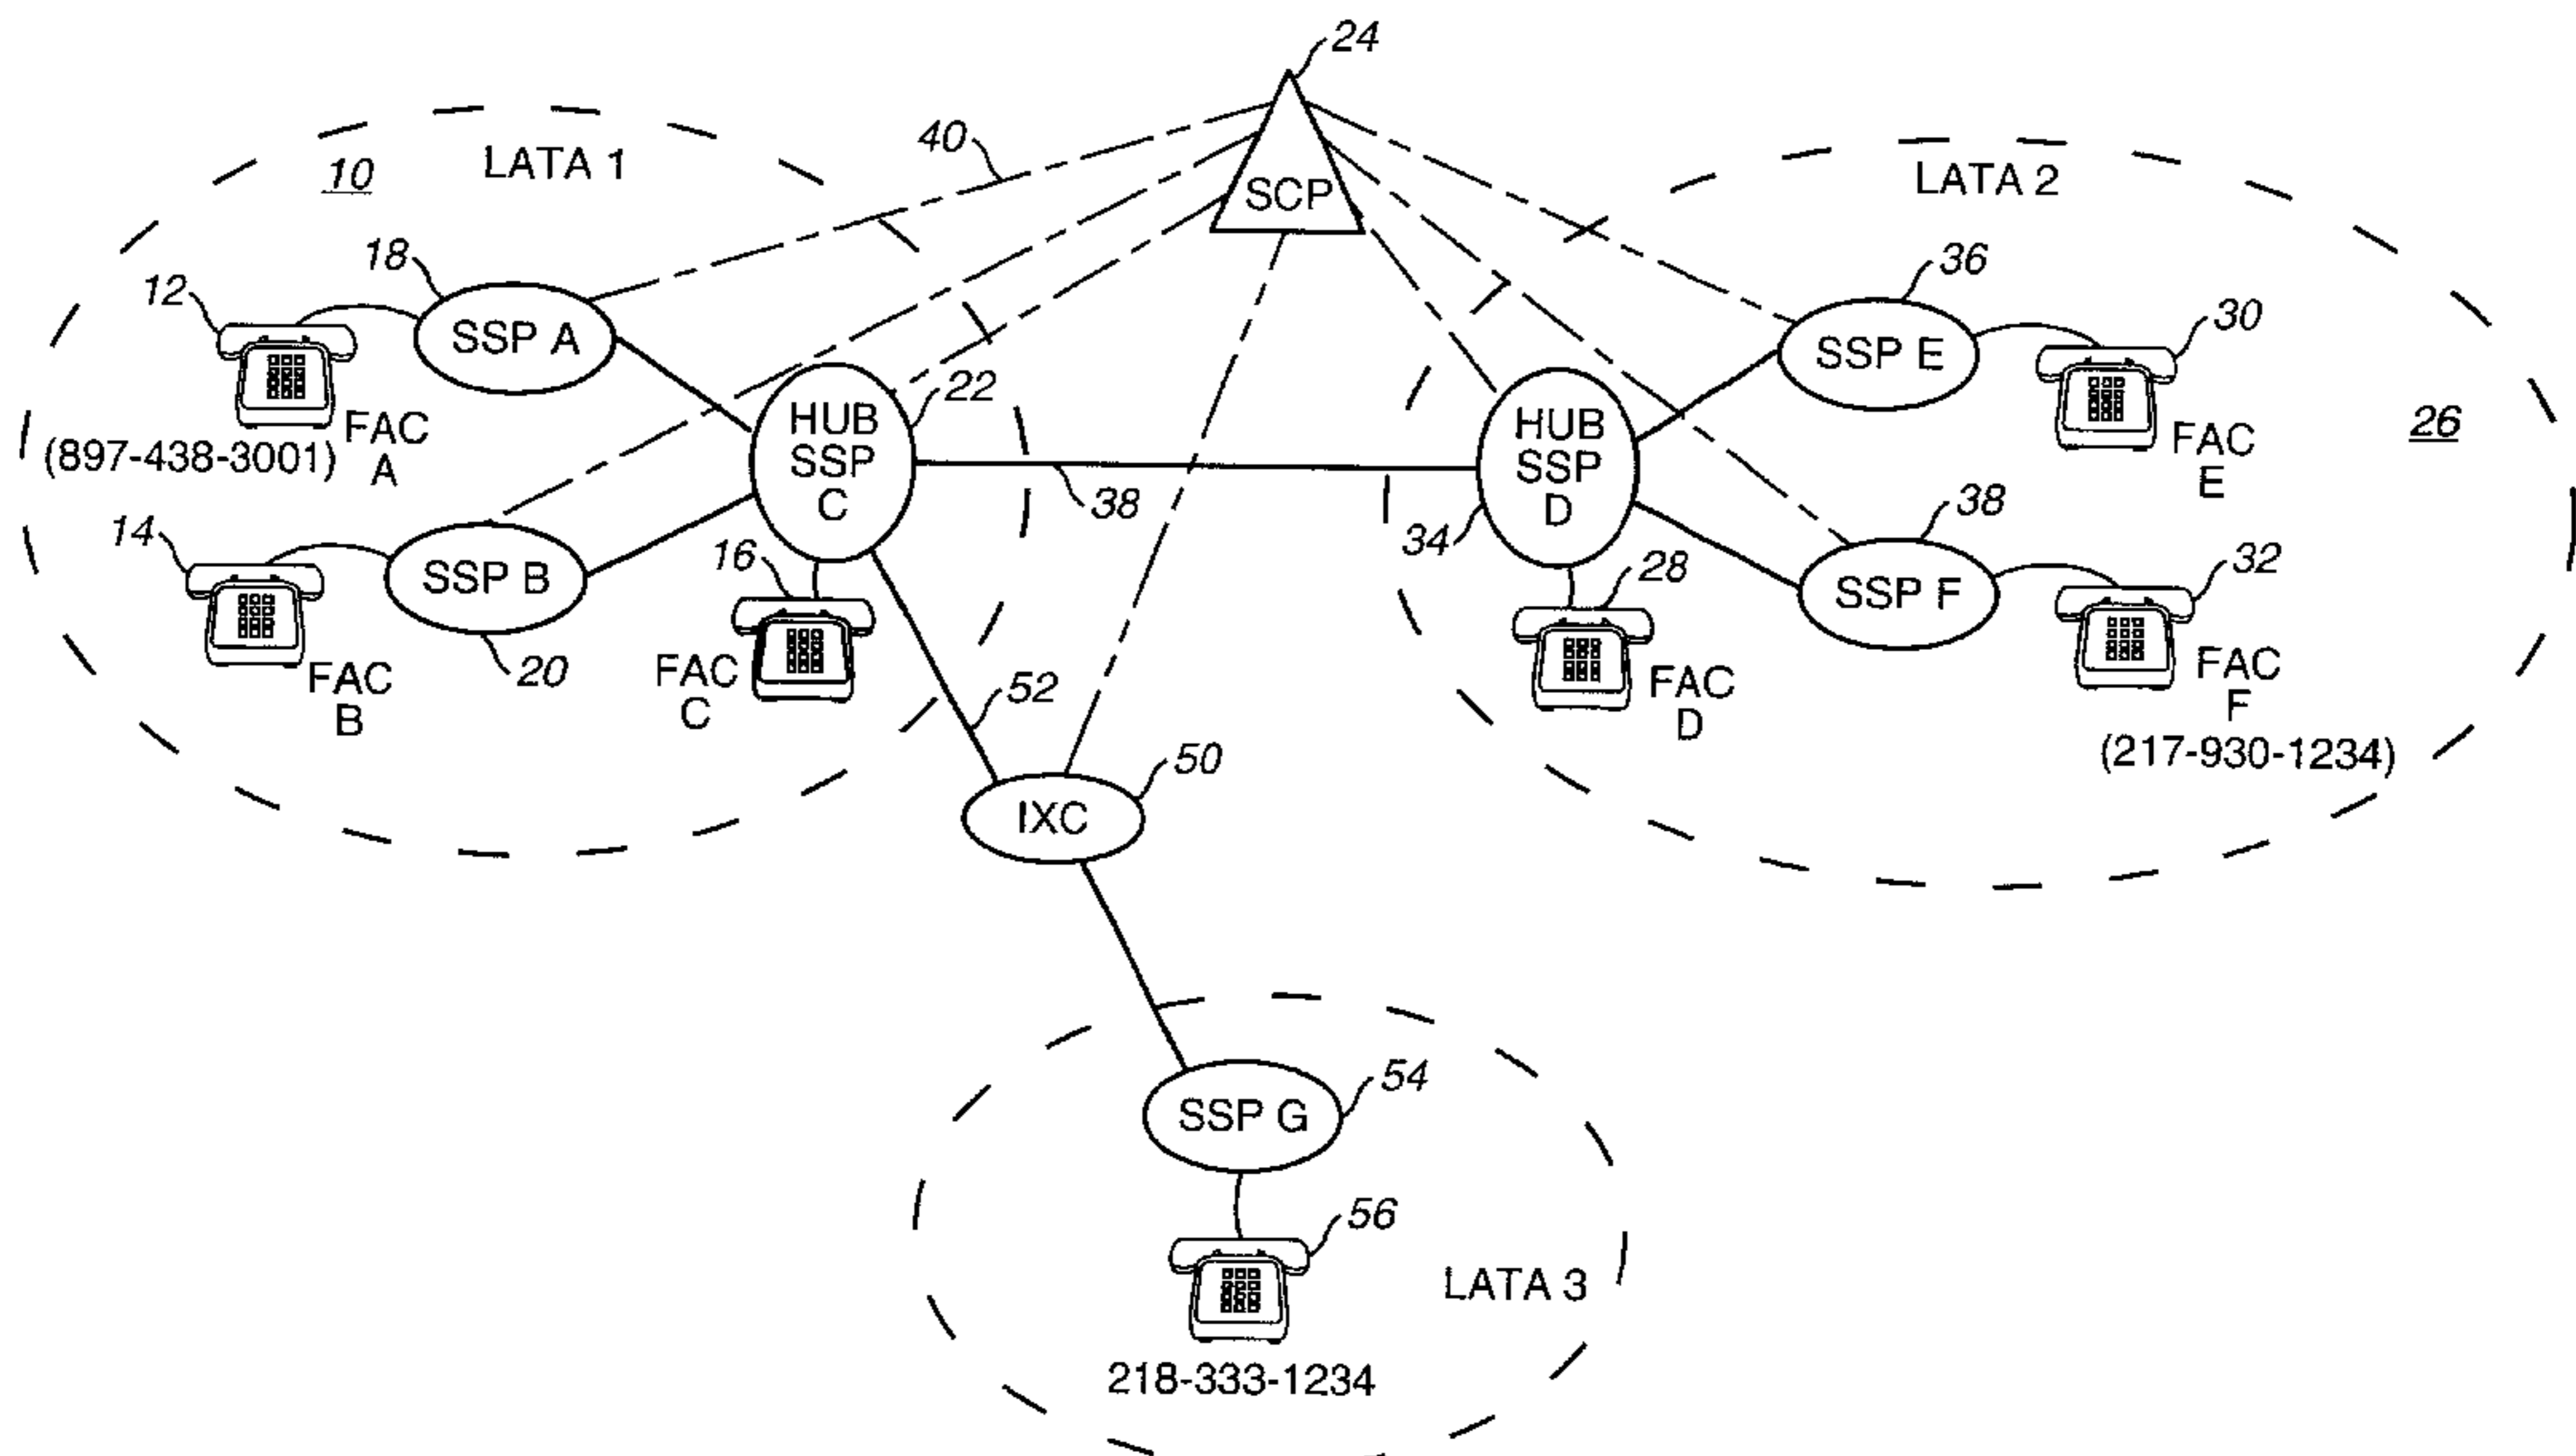 24
40
10
LATA 1
SCP
LATA 2
18
12
SSP A
FAC
A
(897-438-3001)
22
HUB
SSP
C
38
HUB
SSP
D
34
36
SSP E
30
FAC
E
26
14
SSP B
20
FAC
B
16
FAC
C
52
28
FAC
D
38
SSP F
32
FAC
F
(217-930-1234)
50
IXC
54
SSP G
56
LATA 3
218-333-1234